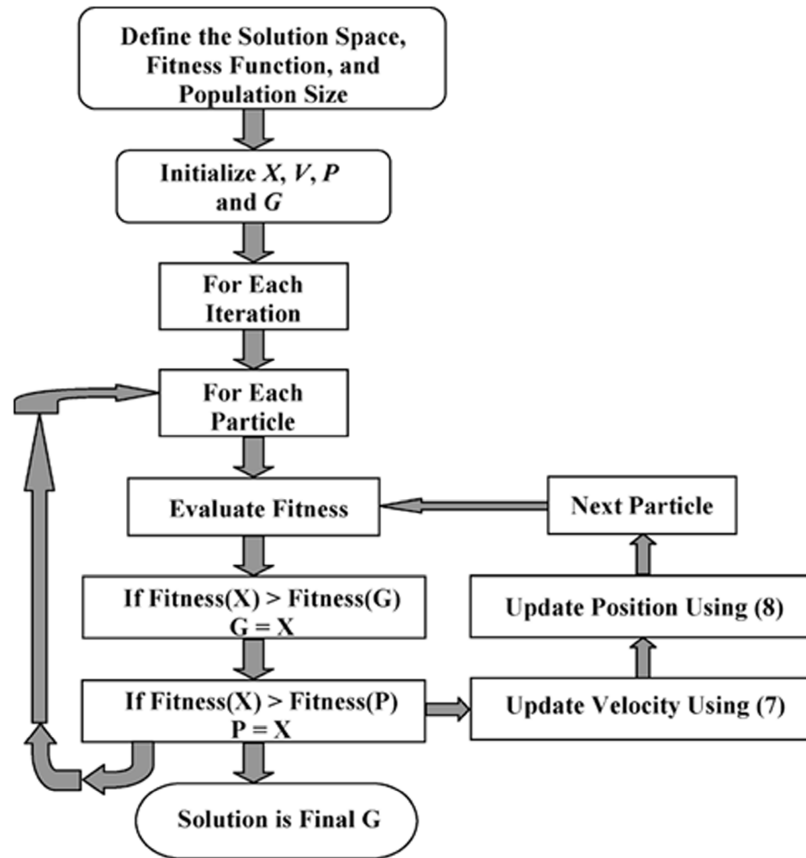 Define the Solution Space,
Fitness Function, and
Population Size
Initialize X, V, P
and G
For Each
Iteration
For Each
Particle
Evaluate Fitness
Next Particle
If Fitness(X) > Fitness(G)
G = X
Update Position Using (8)
If Fitness(X) > Fitness(P)
P = X
Update Velocity Using (7)
Solution is Final G